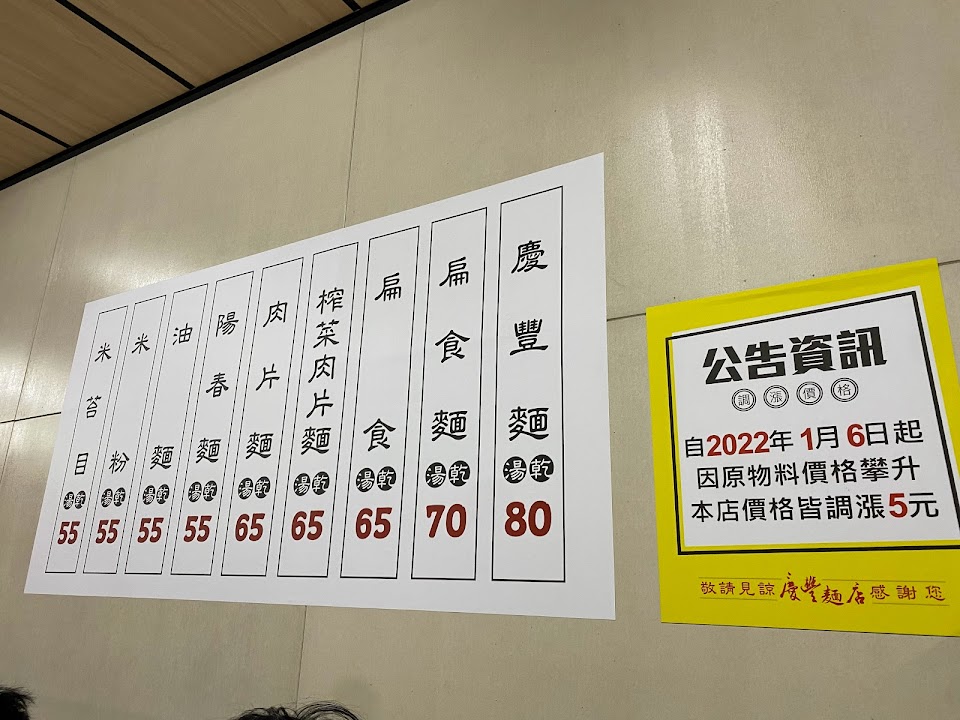 慶豐麵 湯乾 80
扁食麵 湯乾 70
扁食 湯乾 65
榨菜肉片麵 湯乾 65
肉片麵 湯乾 65
陽春麵 湯乾 55
油麵 湯乾 55
米粉 湯乾 55
米苔目 湯乾 55
公告資訊
調漲價格
自2022年1月6日起
因原物料價格攀升
本店價格皆調漲5元
敬請見諒 慶豐麵店 感謝您